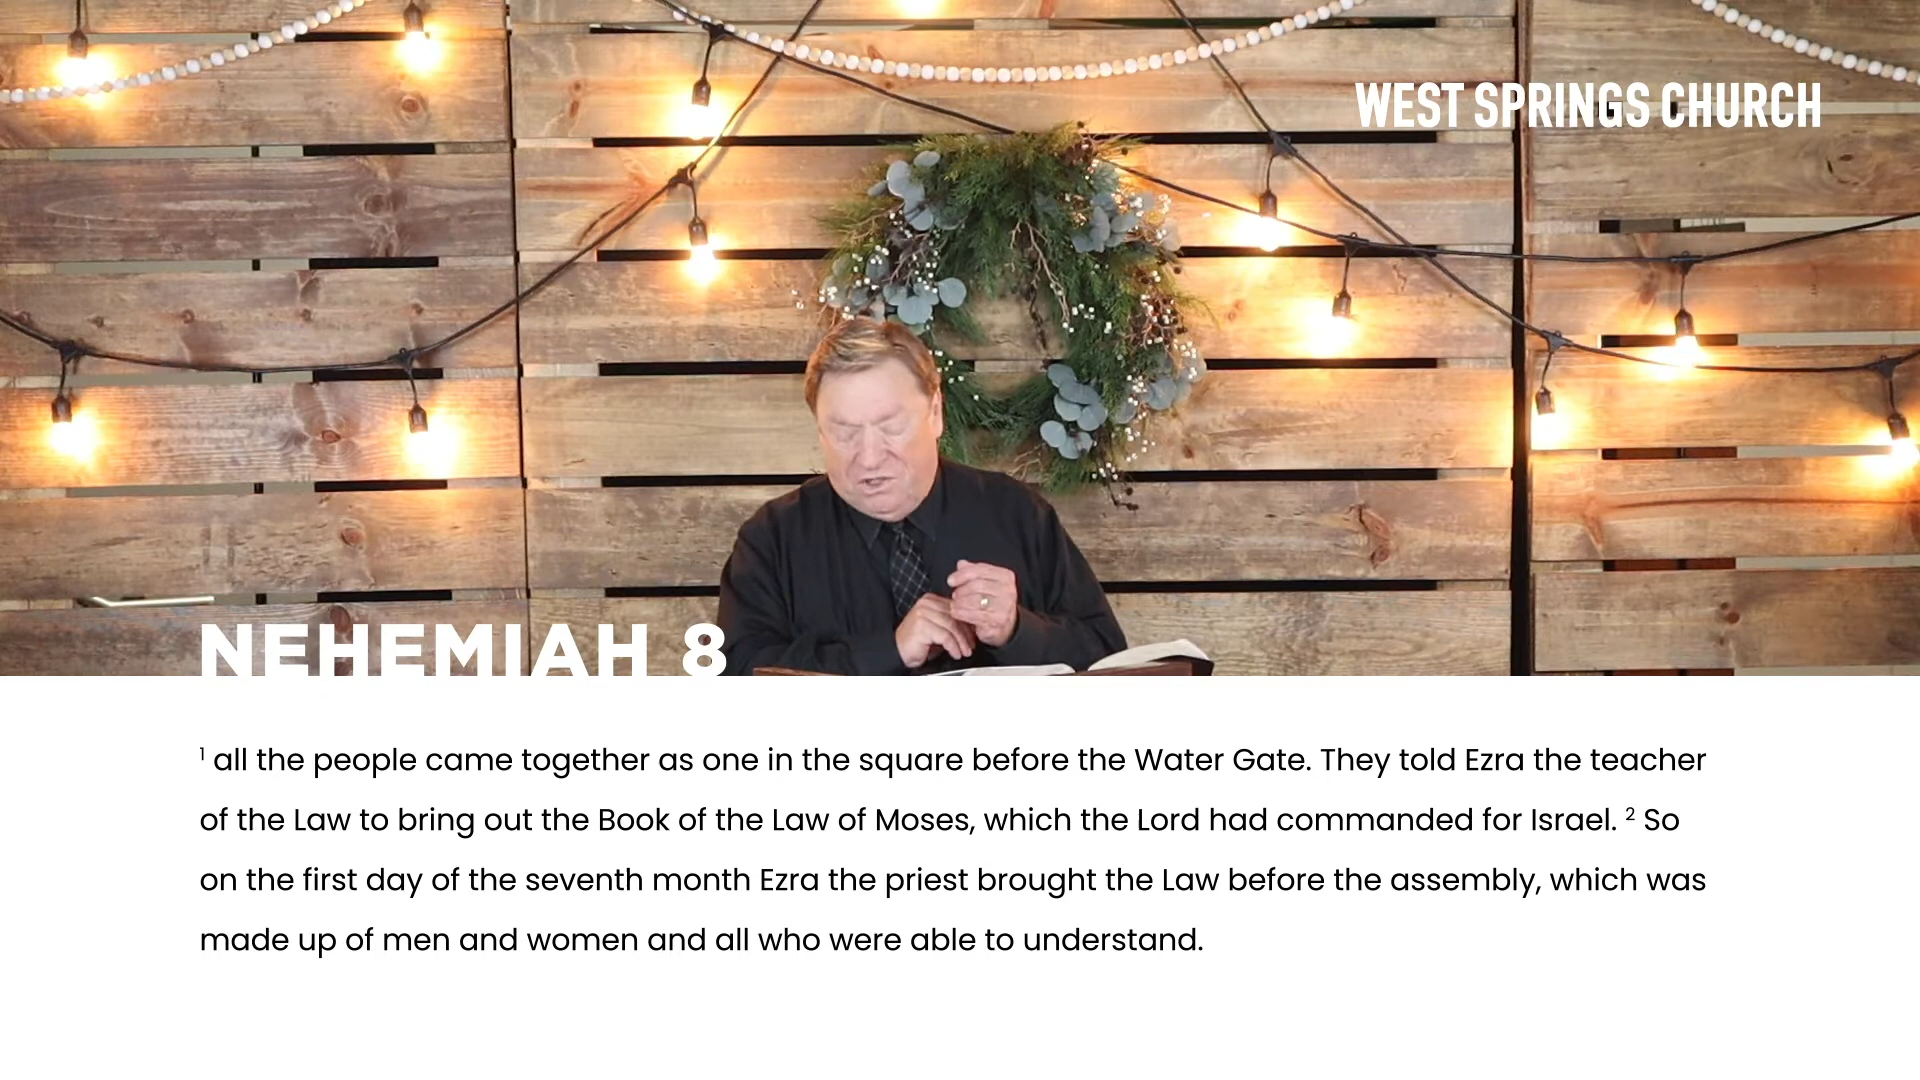 WEST SPRINGS CHURCH
NEHEMIAH 8
¹ all the people came together as one in the square before the Water Gate. They told Ezra the teacher
of the Law to bring out the Book of the Law of Moses, which the Lord had commanded for Israel. ² So
on the first day of the seventh month Ezra the priest brought the Law before the assembly, which was
made up of men and women and all who were able to understand.